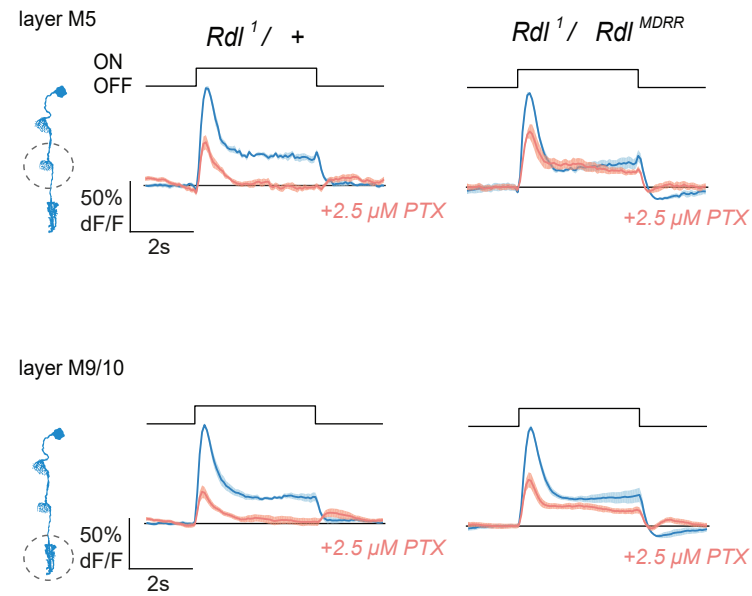 layer M5
Rdl ¹/ +
Rdl ¹/ Rdl ᴹᴰᴿᴿ
ON
OFF
50%
dF/F
2s
+2.5 µM PTX
+2.5 µM PTX
layer M9/10
50%
dF/F
2s
+2.5 µM PTX
+2.5 µM PTX